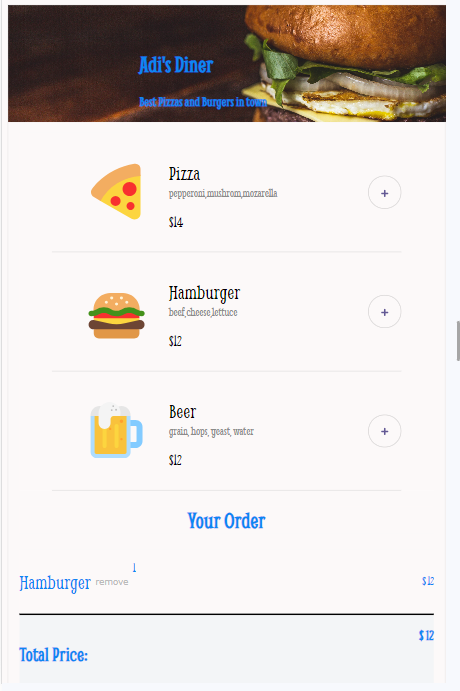 Adi's Diner
Best Pizzas and Burgers in town
Pizza
pepperoni,mushrom,mozarella
$14
+
Hamburger
beef,cheese,lettuce
$12
+
Beer
grain, hops, yeast, water
$12
+
Your Order
Hamburger remove 1 $ 12
$ 12
Total Price: